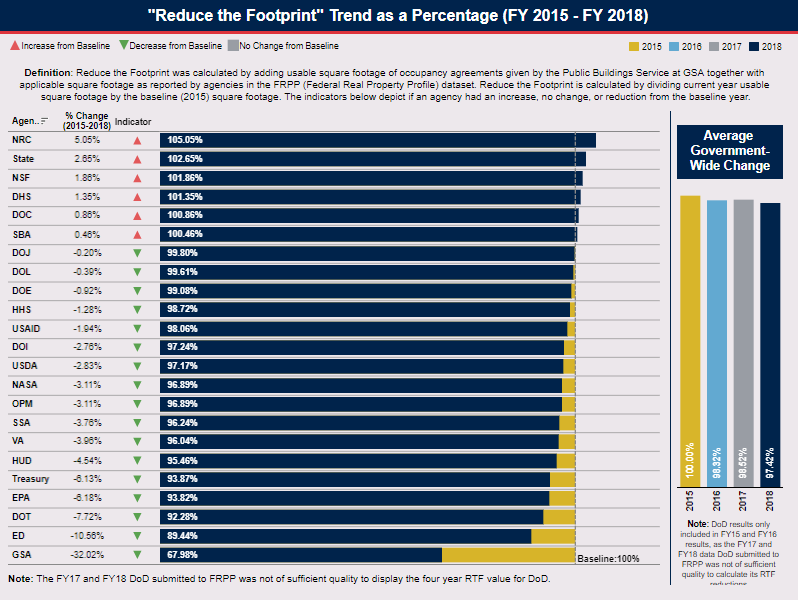 "Reduce the Footprint" Trend as a Percentage (FY 2015 - FY 2018)
Increase from Baseline Decrease from Baseline No Change from Baseline 2015 2016 2017 2018
Definition: Reduce the Footprint was calculated by adding usable square footage of occupancy agreements given by the Public Buildings Service at GSA together with
applicable square footage as reported by agencies in the FRPP (Federal Real Property Profile) dataset. Reduce the Footprint is calculated by dividing current year usable
square footage by the baseline (2015) square footage. The indicators below depict if an agency had an increase, no change, or reduction from the baseline year.
Agen.. % Change (2015-2018) Indicator
NRC 5.05% 105.05%
State 2.65% 102.65%
NSF 1.86% 101.86%
DHS 1.35% 101.35%
DOC 0.86% 100.86%
SBA 0.46% 100.46%
DOJ -0.20% 99.80%
DOL -0.39% 99.61%
DOE -0.92% 99.08%
HHS -1.28% 98.72%
USAID -1.94% 98.06%
DOI -2.76% 97.24%
USDA -2.83% 97.17%
NASA -3.11% 96.89%
OPM -3.11% 96.89%
SSA -3.76% 96.24%
VA -3.96% 96.04%
HUD -4.54% 95.46%
Treasury -6.13% 93.87%
EPA -6.18% 93.82%
DOT -7.72% 92.28%
ED -10.56% 89.44%
GSA -32.02% 67.98%
Baseline:100%
Note: The FY17 and FY18 DoD submitted to FRPP was not of sufficient quality to display the four year RTF value for DoD.
Average
Government-
Wide Change
100.00% 98.32% 98.52% 97.42%
2015 2016 2017 2018
Note: DoD results only
included in FY15 and FY16
results, as the FY17 and
FY18 data DoD submitted to
FRPP was not of sufficient
quality to calculate its RTF
reductions